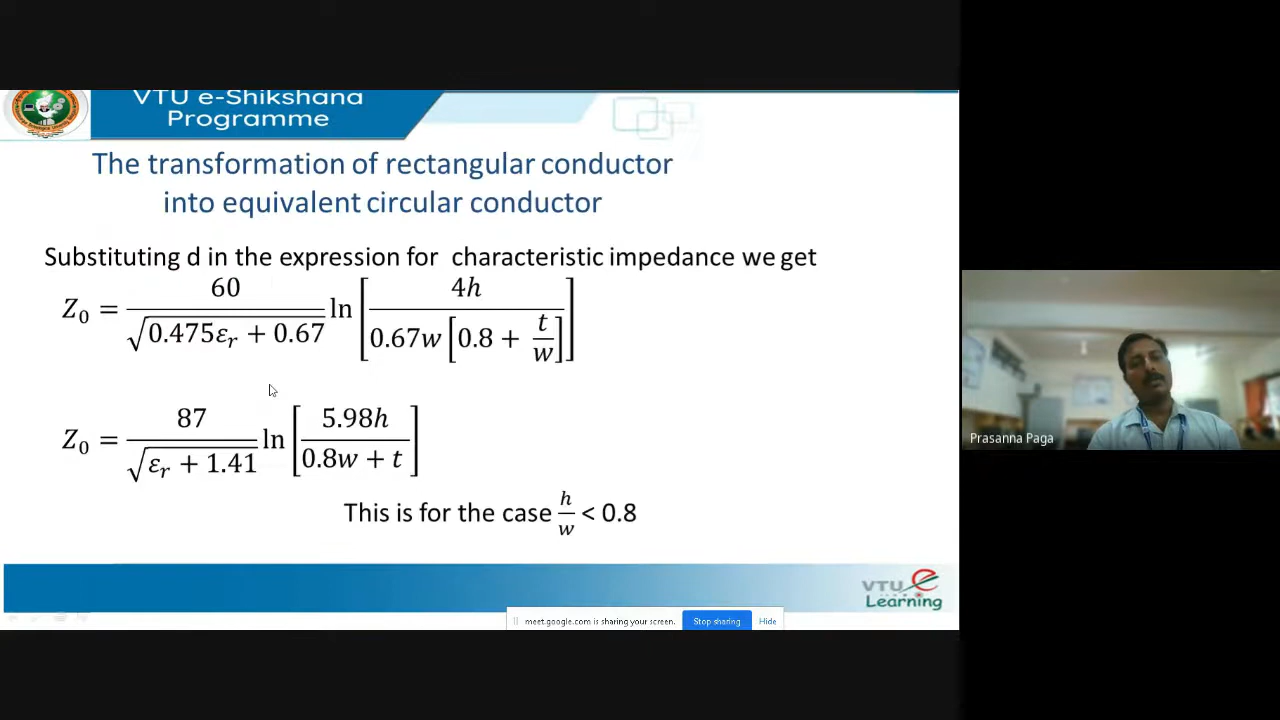 VTU e-Shikshana
Programme
The transformation of rectangular conductor
into equivalent circular conductor
Substituting d in the expression for characteristic impedance we get
Z₀ = 60/√(0.475εᵣ + 0.67) ln[4h/(0.67w[0.8 + t/w])]
Z₀ = 87/√(εᵣ + 1.41) ln[5.98h/(0.8w + t)]
This is for the case h/w < 0.8
VTU e
Learning
meet.google.com is sharing your screen. Stop sharing Hide
Prasanna Paga